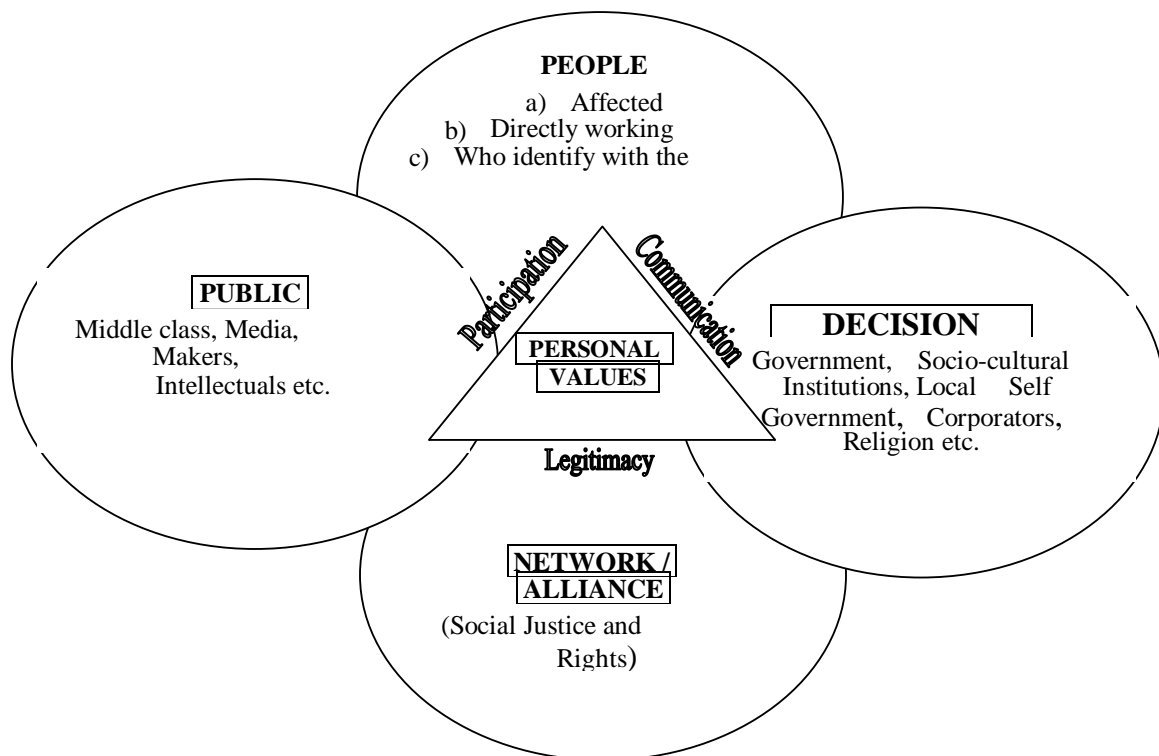 PEOPLE
a) Affected
b) Directly working
c) Who identify with the
Participation
Communication
PUBLIC
Middle class, Media,
Makers,
Intellectuals etc.
PERSONAL
VALUES
DECISION
Government, Socio-cultural
Institutions, Local Self
Government, Corporators,
Religion etc.
Legitimacy
NETWORK /
ALLIANCE
(Social Justice and
Rights)